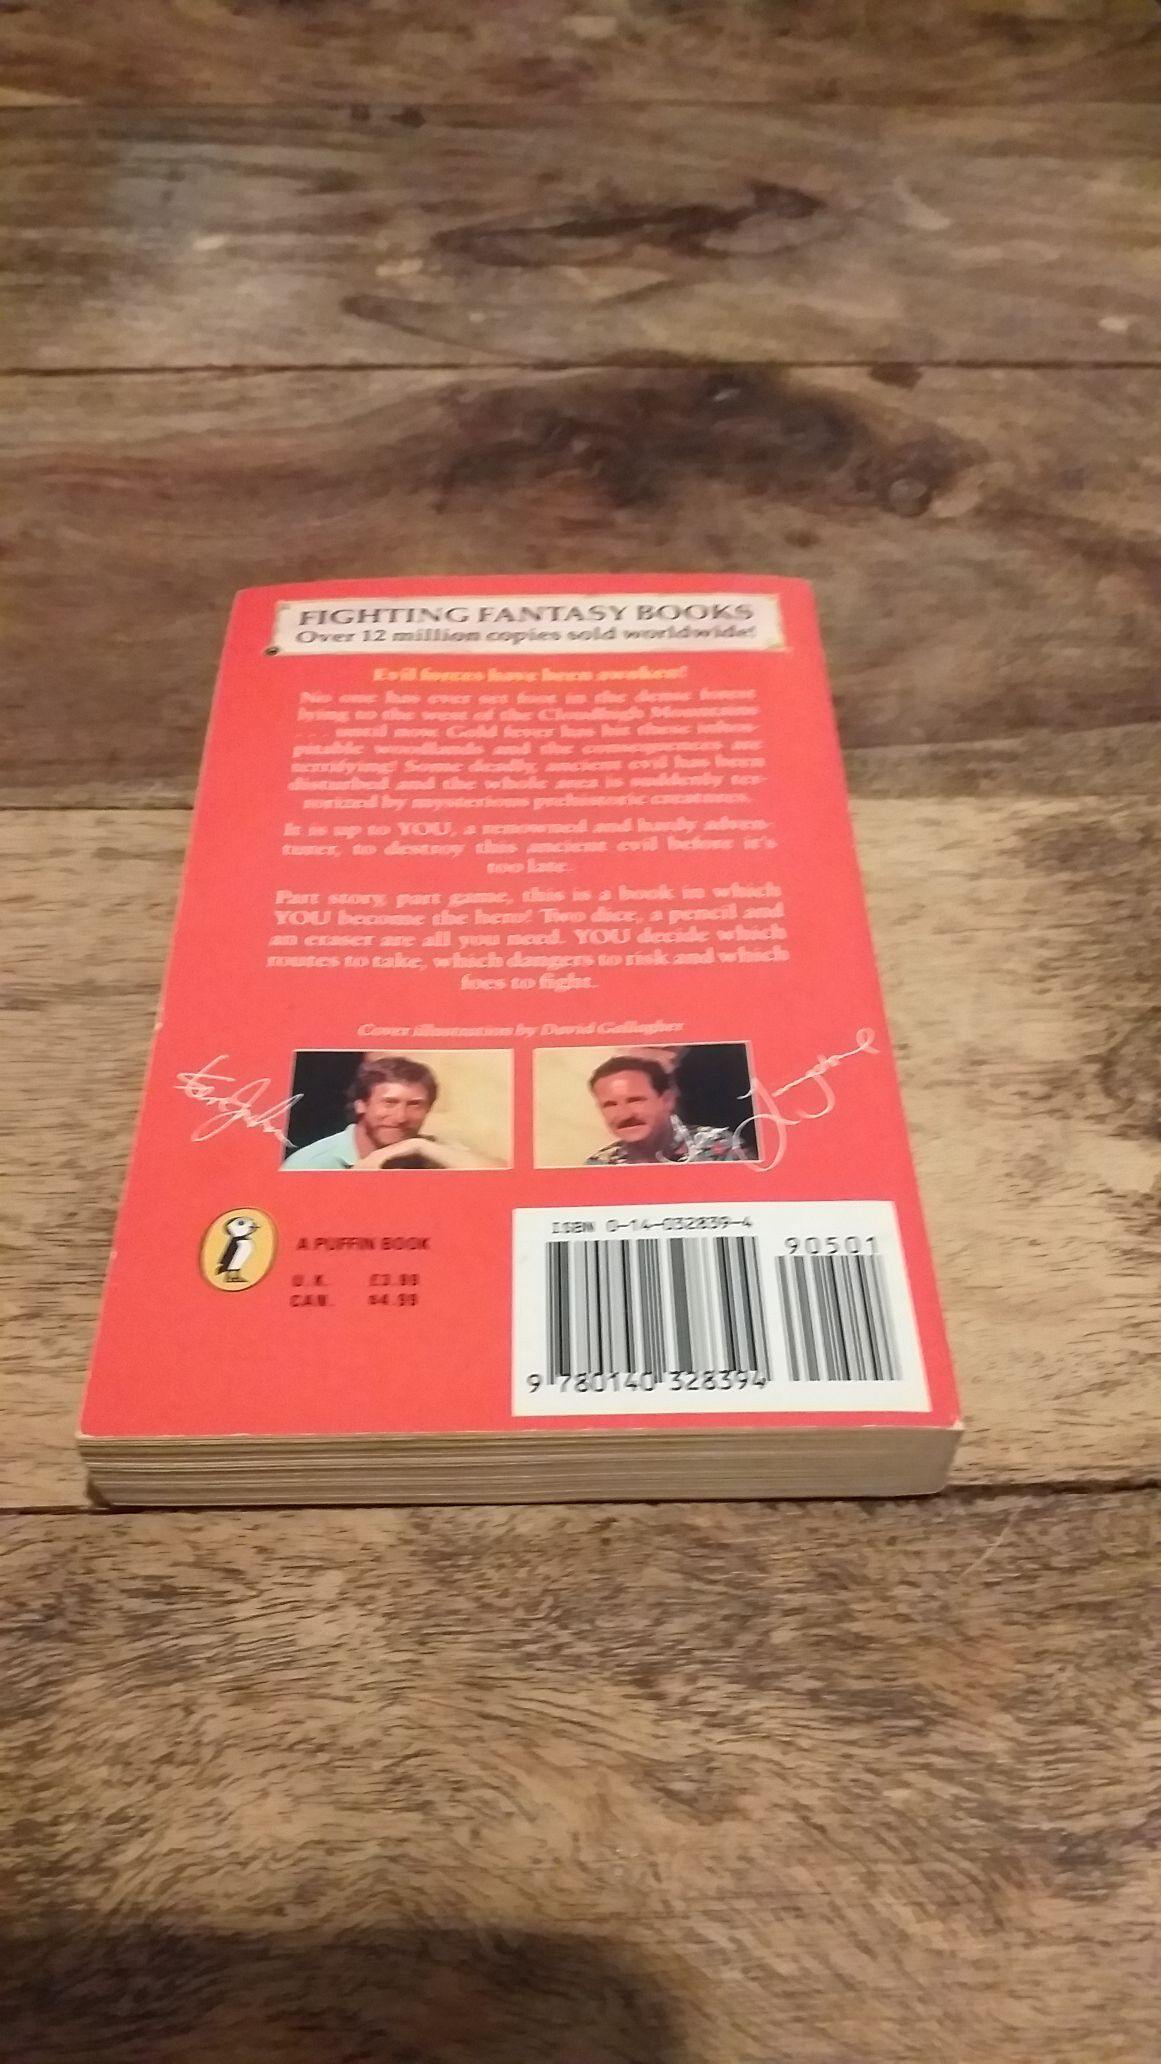 FIGHTING FANTASY BOOKS
Over 12 million copies sold worldwide!
Evil forces have been awoken!
No one has ever set foot in the dense forest
lying to the west of the Cloudhigh Mountains
. . . until now. Gold fever has hit these inhos-
pitable woodlands and the consequences are
terrifying! Some deadly, ancient evil has been
disturbed and the whole area is suddenly ter-
rorized by mysterious prehistoric creatures.
It is up to YOU, a renowned and hardy adven-
turer, to destroy this ancient evil before it's
too late.
Part story, part game, this is a book in which
YOU become the hero! Two dice, a pencil and
an eraser are all you need. YOU decide which
routes to take, which dangers to risk and which
foes to fight.
Cover illustration by David Gallagher
A PUFFIN BOOK
U.K. £3.99
CAN. $4.99
ISBN 0-14-032839-4
90501
9 780140 328394